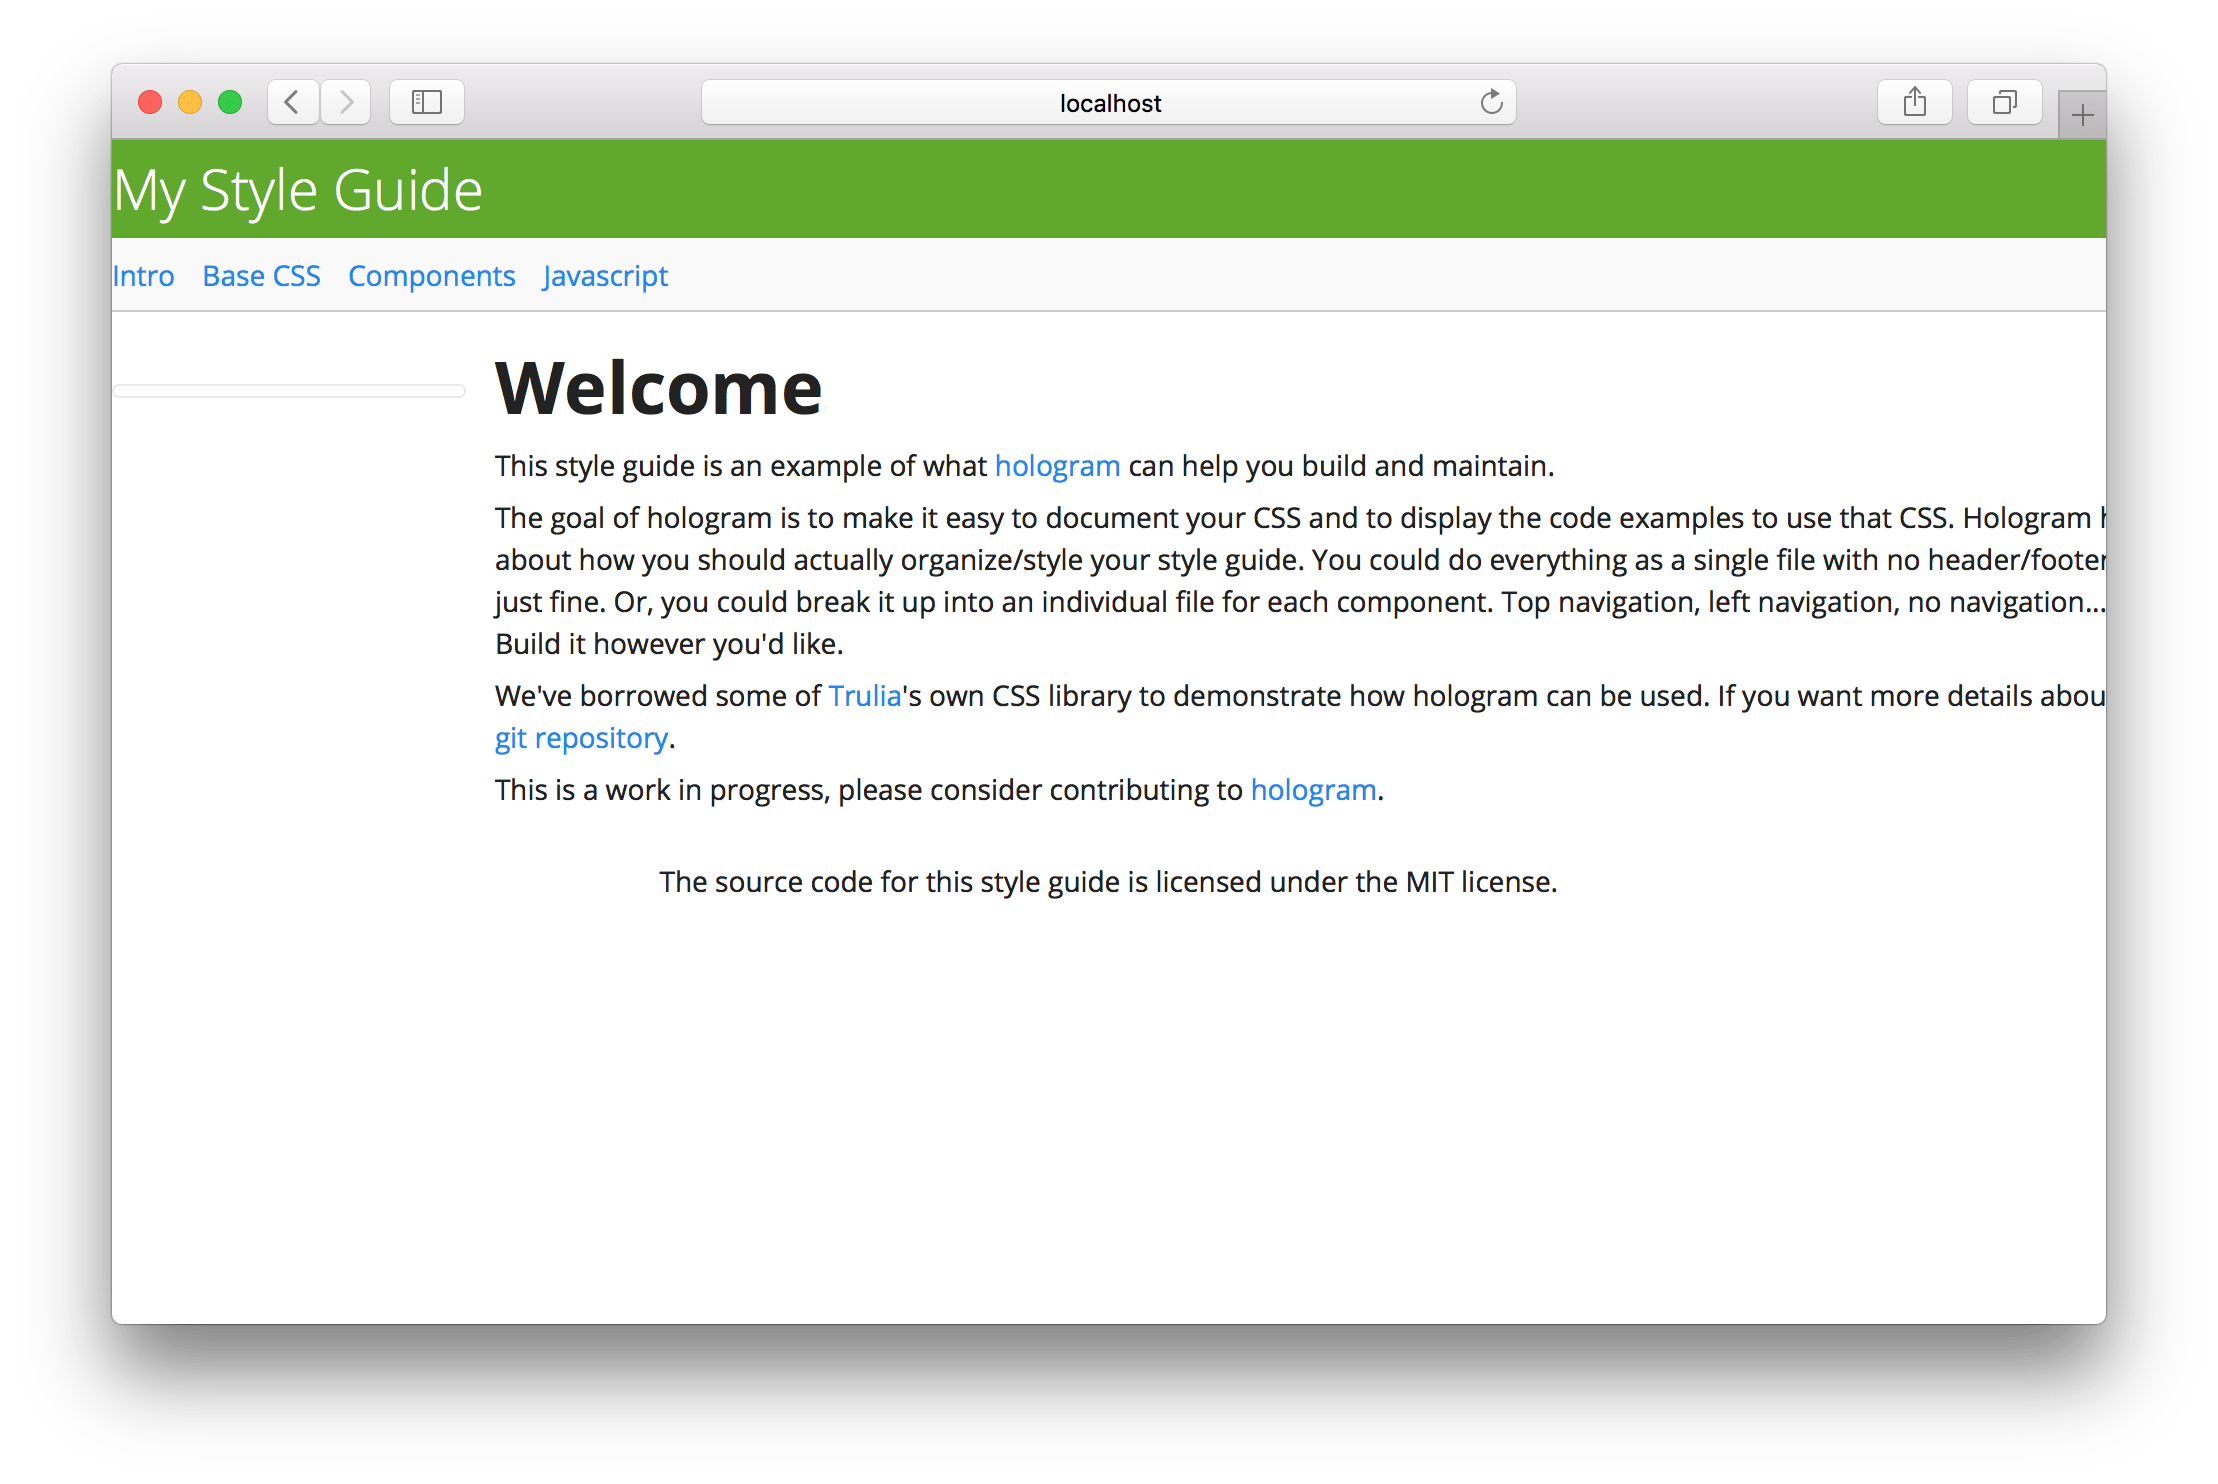 localhost
My Style Guide
Intro Base CSS Components Javascript
Welcome
This style guide is an example of what hologram can help you build and maintain.
The goal of hologram is to make it easy to document your CSS and to display the code examples to use that CSS. Hologram
about how you should actually organize/style your style guide. You could do everything as a single file with no header/footer
just fine. Or, you could break it up into an individual file for each component. Top navigation, left navigation, no navigation...
Build it however you'd like.
We've borrowed some of Trulia's own CSS library to demonstrate how hologram can be used. If you want more details abou
git repository.
This is a work in progress, please consider contributing to hologram.
The source code for this style guide is licensed under the MIT license.